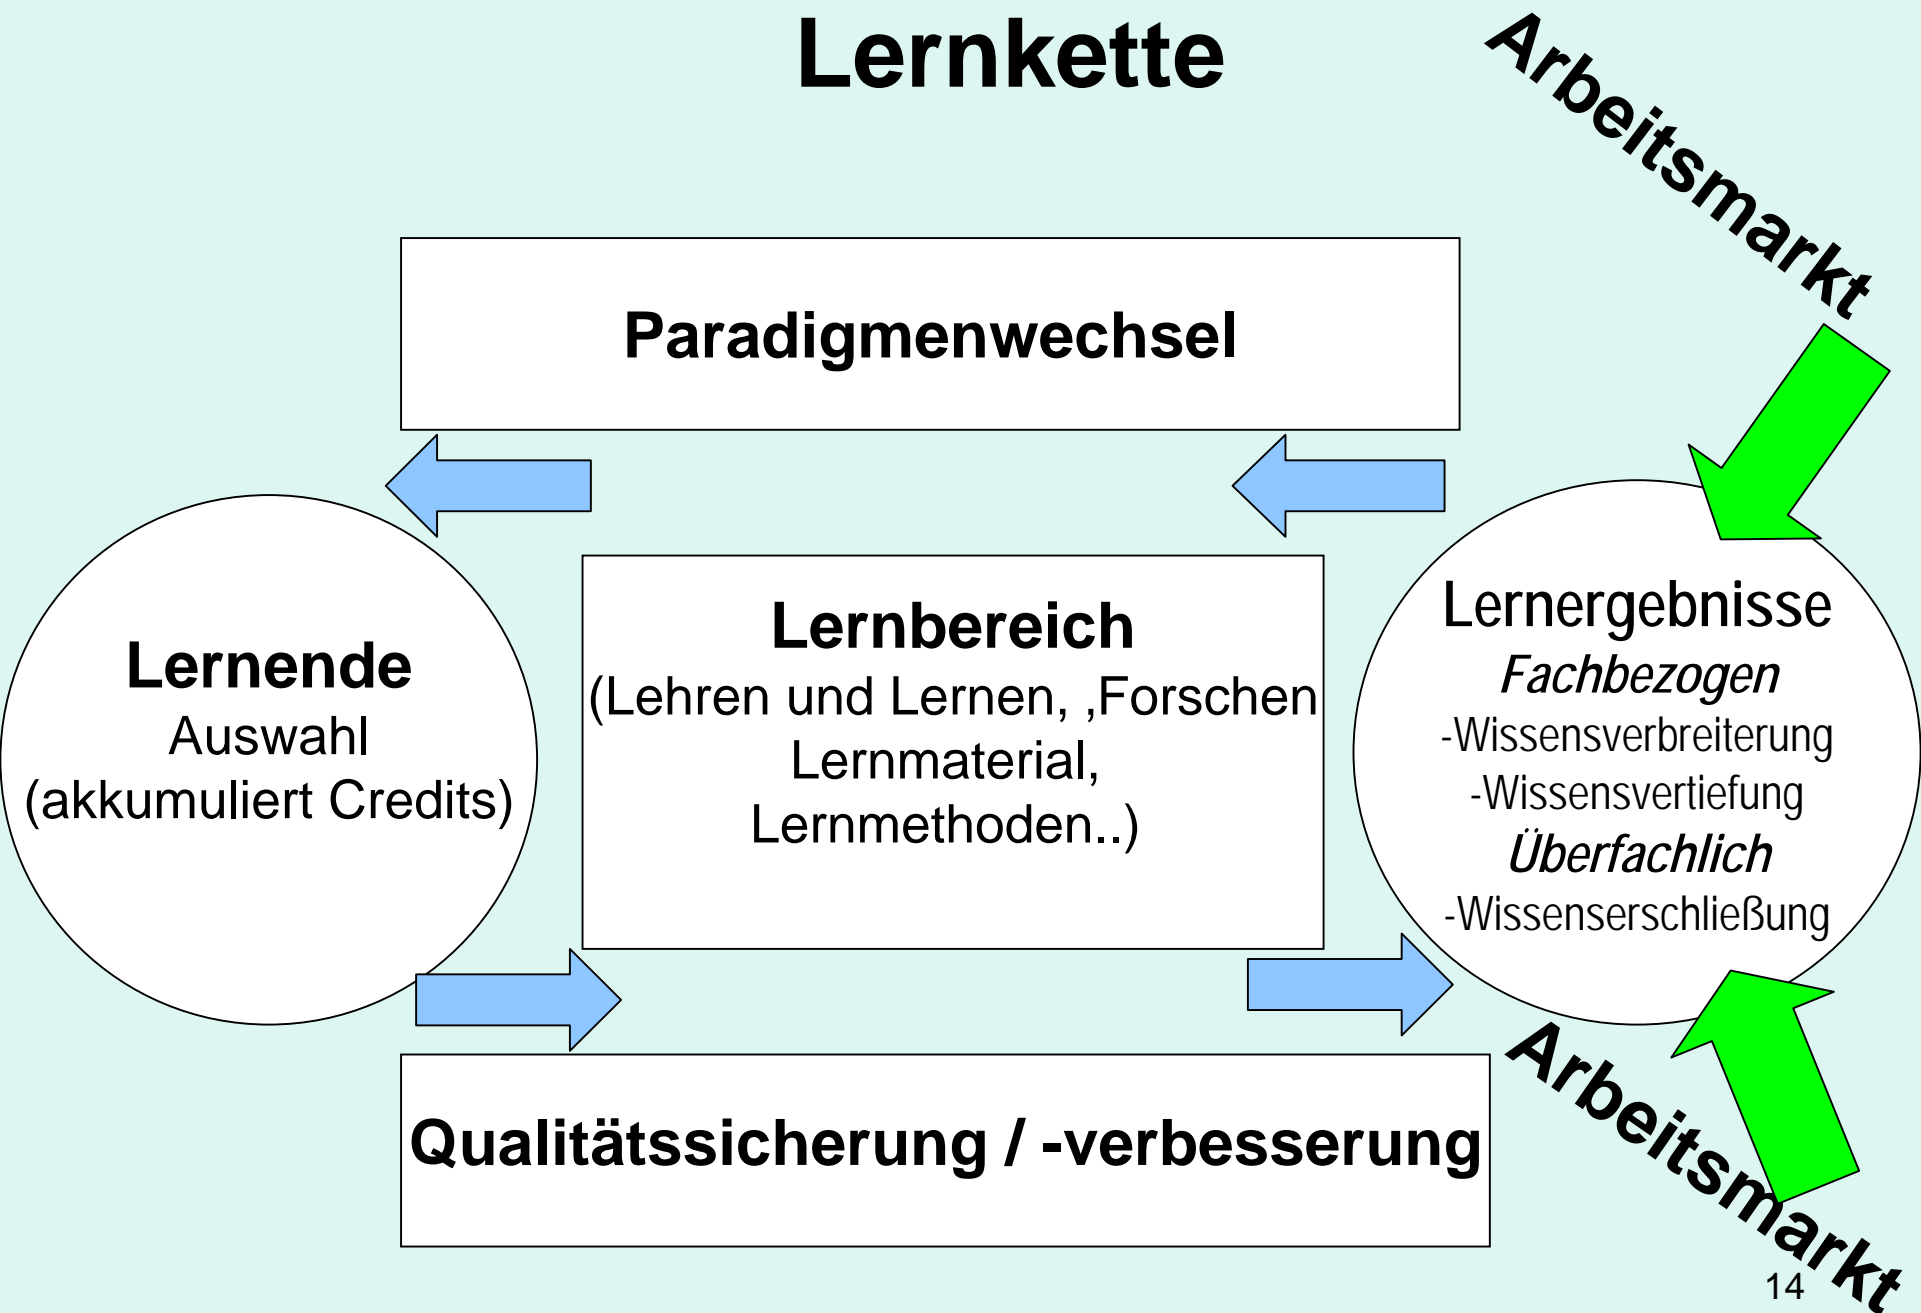 Lernkette
Arbeitsmarkt
Paradigmenwechsel
Lernende
Auswahl
(akkumuliert Credits)
Lernbereich
(Lehren und Lernen, ,Forschen
Lernmaterial,
Lernmethoden..)
Lernergebnisse
Fachbezogen
-Wissensverbreiterung
-Wissensvertiefung
Überfachlich
-Wissenserschließung
Qualitätssicherung / -verbesserung
Arbeitsmarkt
14